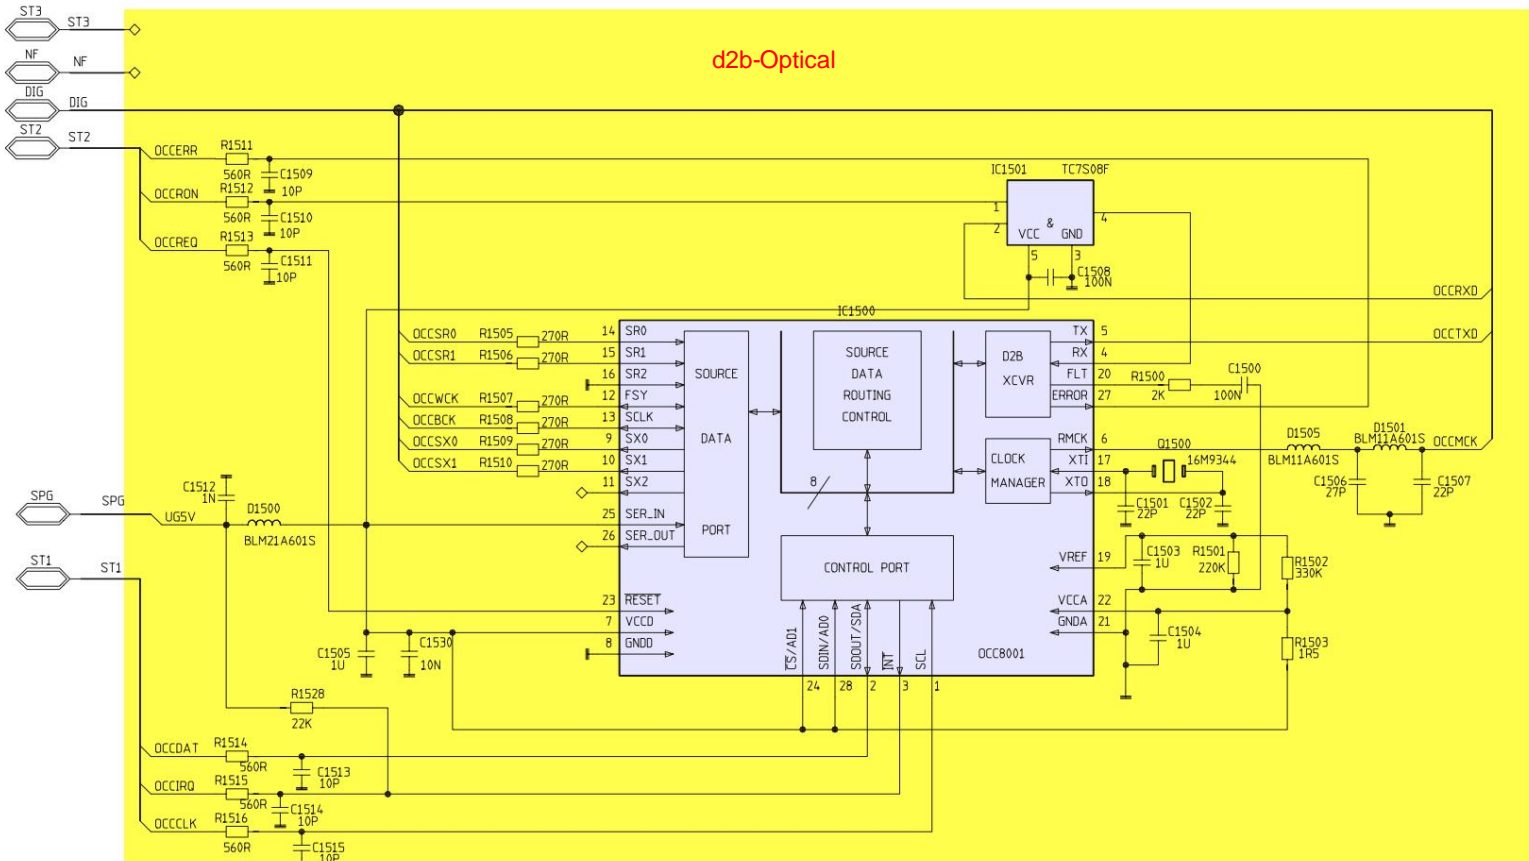 ST3
ST3
d2b-Optical
NF
NF
DIG
DIG
ST2
ST2
OCCERR
R1511
560R
C1509
10P
IC1501
TC7S08F
OCCRON
R1512
560R
C1510
10P
1
2
&
4
VCC
GND
5
3
OCCREQ
R1513
560R
C1511
10P
C1508
100N
OCCRXD
IC1500
OCCSR0
R1505
270R
14
SR0
TX
5
OCCTXD
OCCSR1
R1506
270R
15
SR1
RX
4
16
SR2
FLT
20
R1500
2K
C1500
100N
OCCWCK
R1507
270R
12
FSY
ERROR
27
OCCBCK
R1508
270R
13
SCLK
OCCSX0
R1509
270R
9
SX0
RMCK
6
D1505
BLM11A601S
D1501
BLM11A601S
OCCMCK
OCCSX1
R1510
270R
10
SX1
XTI
17
Q1500
16M9344
11
SX2
XTO
18
SOURCE
DATA
PORT
SOURCE
DATA
ROUTING
CONTROL
D2B
XCVR
CLOCK
MANAGER
8
C1501
22P
C1502
22P
C1506
27P
C1507
22P
C1512
1N
SPG
SPG
UG5V
D1500
BLM21A601S
25
SER_IN
26
SER_OUT
CONTROL PORT
VREF
19
C1503
1U
R1501
220K
R1502
330K
ST1
ST1
23
RESET
VCCA
22
7
VCCD
GNDA
21
8
GNDD
C1505
1U
C1530
10N
C1504
1U
R1503
1R5
CS/AD1
SDIN/AD0
SDOUT/SDA
INT
SCL
OCC8001
24
28
2
3
1
R1528
22K
OCCDAT
R1514
560R
C1513
10P
OCCIRQ
R1515
560R
C1514
10P
OCCCLK
R1516
560R
C1515
10P